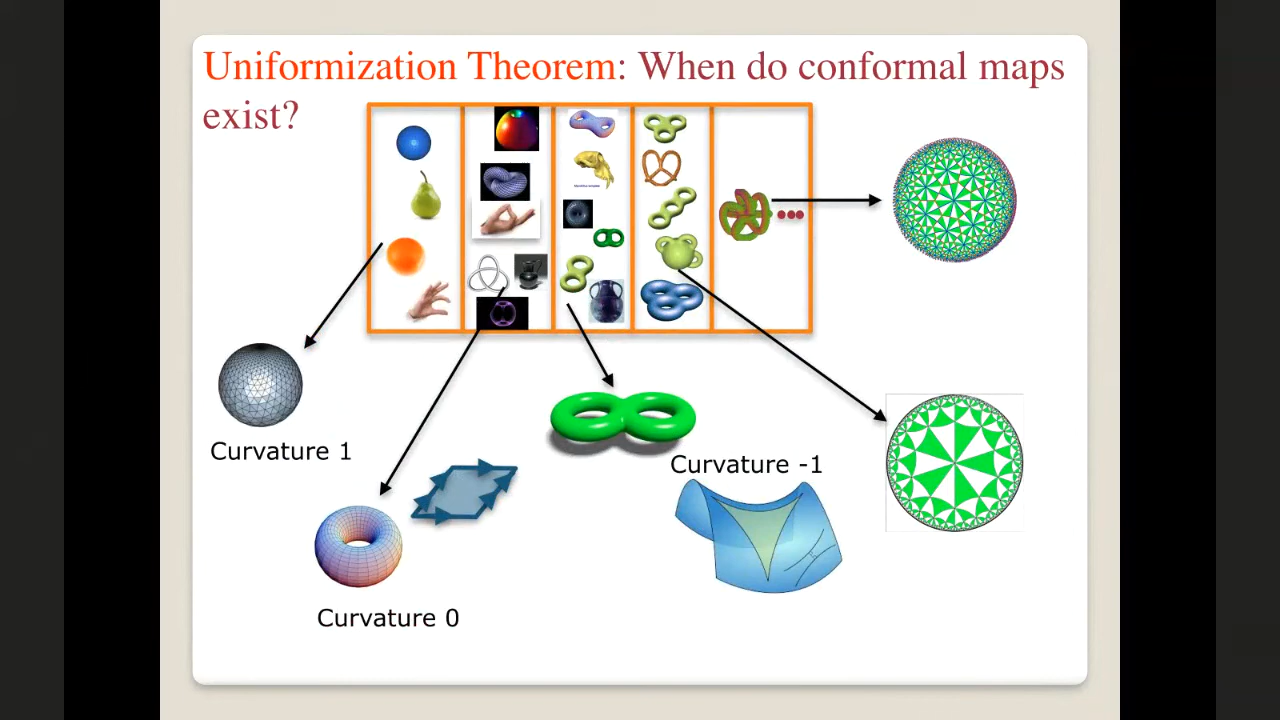 Uniformization Theorem: When do conformal maps
exist?
Curvature 1
Curvature -1
Curvature 0